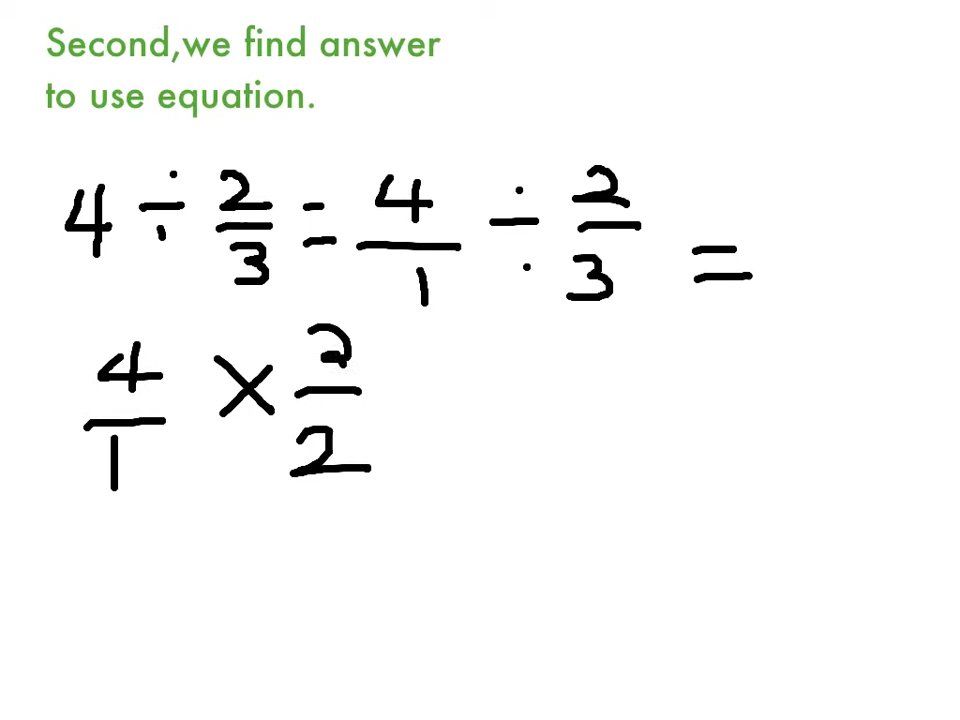 Second,we find answer
to use equation.
4 ÷ 2/3 = 4/1 ÷ 2/3 =
4/1 × 3/2